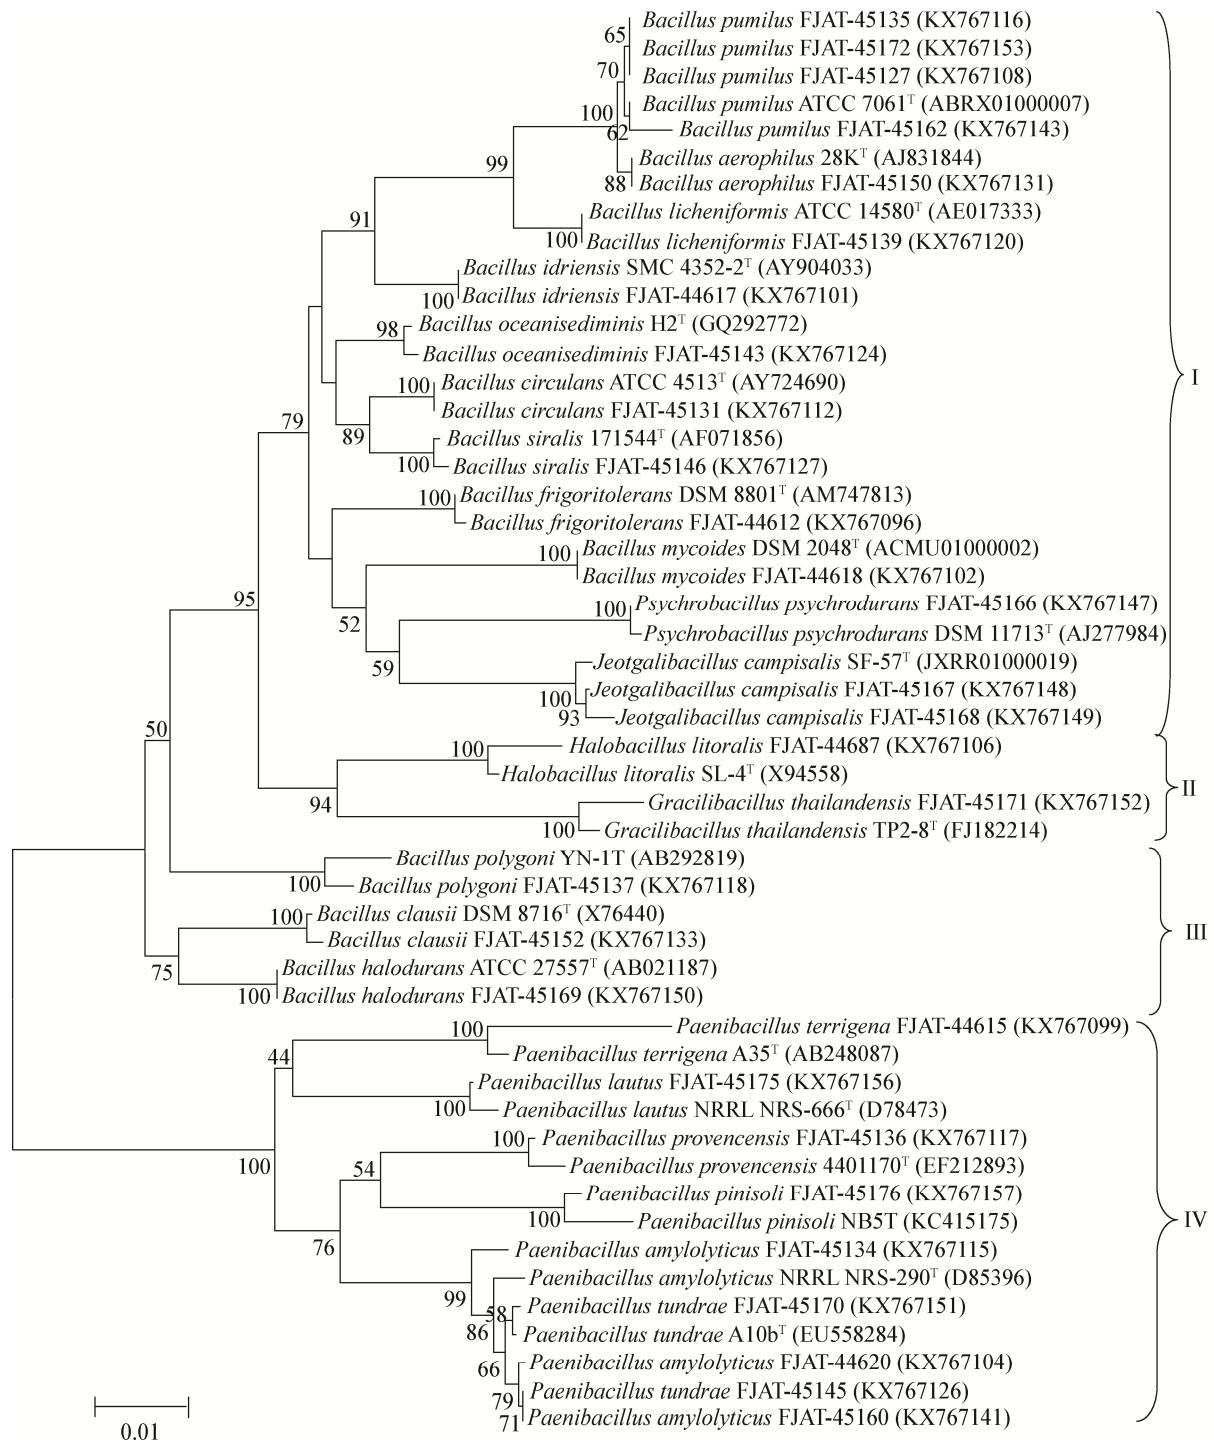 Bacillus pumilus FJAT-45135 (KX767116)
65
Bacillus pumilus FJAT-45172 (KX767153)
70
Bacillus pumilus FJAT-45127 (KX767108)
Bacillus pumilus ATCC 7061ᵀ (ABRX01000007)
100
62
Bacillus pumilus FJAT-45162 (KX767143)
99
Bacillus aerophilus 28Kᵀ (AJ831844)
88
Bacillus aerophilus FJAT-45150 (KX767131)
91
Bacillus licheniformis ATCC 14580ᵀ (AE017333)
100
Bacillus licheniformis FJAT-45139 (KX767120)
Bacillus idriensis SMC 4352-2ᵀ (AY904033)
100
Bacillus idriensis FJAT-44617 (KX767101)
98
Bacillus oceanisediminis H2ᵀ (GQ292772)
Bacillus oceanisediminis FJAT-45143 (KX767124)
I
100
Bacillus circulans ATCC 4513ᵀ (AY724690)
Bacillus circulans FJAT-45131 (KX767112)
79
89
Bacillus siralis 171544ᵀ (AF071856)
100
Bacillus siralis FJAT-45146 (KX767127)
100
Bacillus frigoritolerans DSM 8801ᵀ (AM747813)
Bacillus frigoritolerans FJAT-44612 (KX767096)
100
Bacillus mycoides DSM 2048ᵀ (ACMU01000002)
Bacillus mycoides FJAT-44618 (KX767102)
95
100
Psychrobacillus psychrodurans FJAT-45166 (KX767147)
52
Psychrobacillus psychrodurans DSM 11713ᵀ (AJ277984)
59
Jeotgalibacillus campisalis SF-57ᵀ (JXRR01000019)
100
Jeotgalibacillus campisalis FJAT-45167 (KX767148)
93
Jeotgalibacillus campisalis FJAT-45168 (KX767149)
50
100
Halobacillus litoralis FJAT-44687 (KX767106)
Halobacillus litoralis SL-4ᵀ (X94558)
II
94
Gracilibacillus thailandensis FJAT-45171 (KX767152)
100
Gracilibacillus thailandensis TP2-8ᵀ (FJ182214)
Bacillus polygoni YN-1T (AB292819)
100
Bacillus polygoni FJAT-45137 (KX767118)
100
Bacillus clausii DSM 8716ᵀ (X76440)
III
Bacillus clausii FJAT-45152 (KX767133)
75
Bacillus halodurans ATCC 27557ᵀ (AB021187)
100
Bacillus halodurans FJAT-45169 (KX767150)
100
Paenibacillus terrigena FJAT-44615 (KX767099)
44
Paenibacillus terrigena A35ᵀ (AB248087)
Paenibacillus lautus FJAT-45175 (KX767156)
100
Paenibacillus lautus NRRL NRS-666ᵀ (D78473)
100
Paenibacillus provencensis FJAT-45136 (KX767117)
100
54
Paenibacillus provencensis 4401170ᵀ (EF212893)
Paenibacillus pinisoli FJAT-45176 (KX767157)
100
Paenibacillus pinisoli NB5T (KC415175)
IV
76
Paenibacillus amylolyticus FJAT-45134 (KX767115)
Paenibacillus amylolyticus NRRL NRS-290ᵀ (D85396)
99
58
Paenibacillus tundrae FJAT-45170 (KX767151)
86
Paenibacillus tundrae A10bᵀ (EU558284)
66
Paenibacillus amylolyticus FJAT-44620 (KX767104)
79
Paenibacillus tundrae FJAT-45145 (KX767126)
71
Paenibacillus amylolyticus FJAT-45160 (KX767141)
0.01